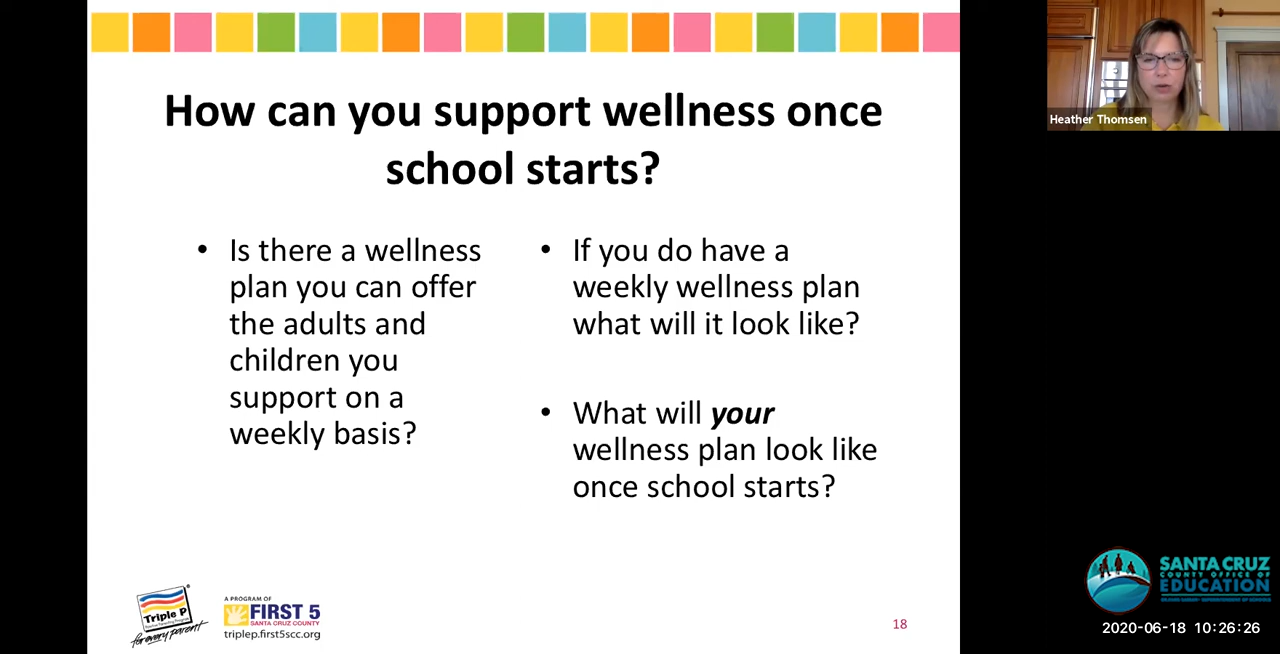 How can you support wellness once
school starts?
• Is there a wellness
plan you can offer
the adults and
children you
support on a
weekly basis?
• If you do have a
weekly wellness plan
what will it look like?
• What will your
wellness plan look like
once school starts?
Heather Thomsen
Triple P
for every parent
A PROGRAM OF
FIRST 5
SANTA CRUZ COUNTY
triplep.first5scc.org
18
SANTA CRUZ
COUNTY OFFICE OF
EDUCATION
2020-06-18 10:26:26